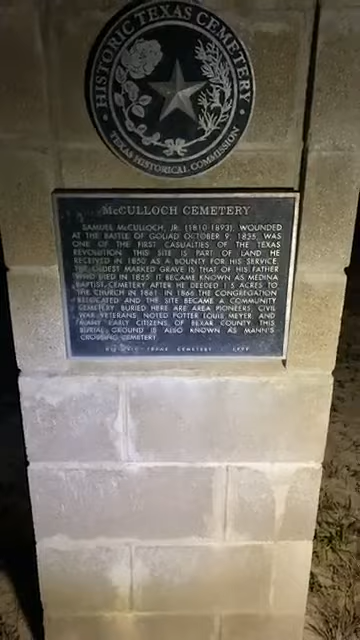 HISTORIC TEXAS CEMETERY
TEXAS HISTORICAL COMMISSION
McCULLOCH CEMETERY
SAMUEL McCULLOCH, JR. (1810-1893), WOUNDED
AT THE BATTLE OF GOLIAD OCTOBER 9, 1835, WAS
ONE OF THE FIRST CASUALTIES OF THE TEXAS
REVOLUTION. THIS SITE IS PART OF LAND HE
RECEIVED IN 1850 AS A BOUNTY FOR HIS SERVICE.
THE OLDEST MARKED GRAVE IS THAT OF HIS FATHER
WHO DIED IN 1855. IT BECAME KNOWN AS MEDINA
BAPTIST CEMETERY AFTER HE DEEDED 1.5 ACRES TO
THE CHURCH IN 1861. IN 1866 THE CONGREGATION
RELOCATED AND THE SITE BECAME A COMMUNITY
CEMETERY. BURIED HERE ARE AREA PIONEERS, CIVIL
WAR VETERANS, NOTED POTTER LOUIS MEYER, AND
MANY EARLY CITIZENS OF BEXAR COUNTY. THIS
BURIAL GROUND IS ALSO KNOWN AS MANN'S
CROSSING CEMETERY.
HISTORIC TEXAS CEMETERY